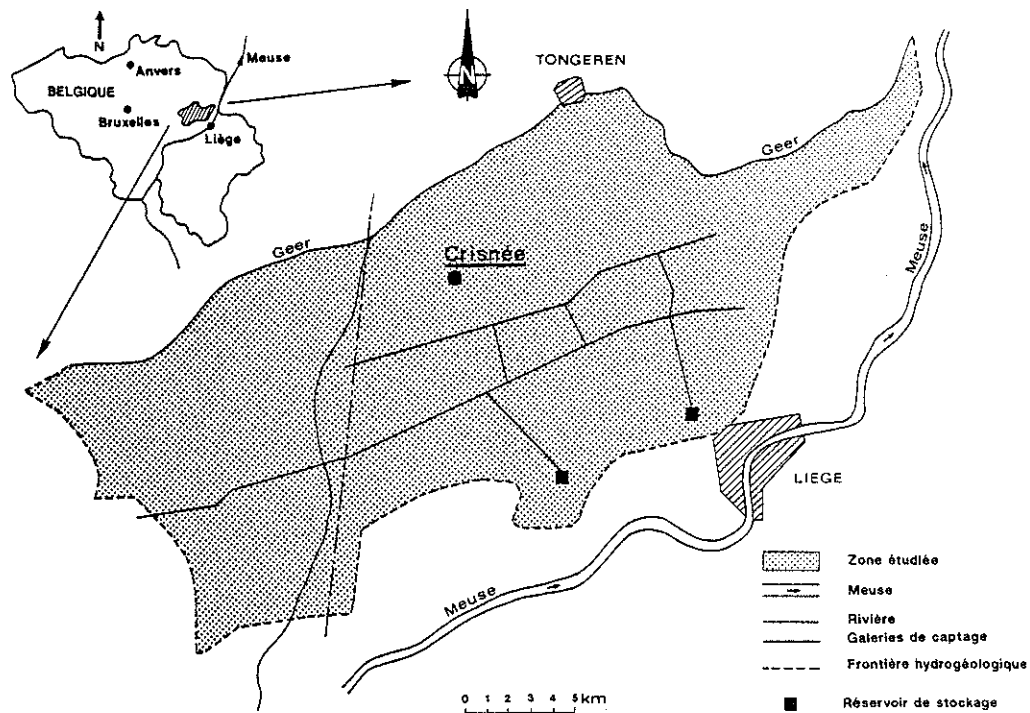 N
Anvers
Meuse
BELGIQUE
Bruxelles
Liège
N
TONGEREN
Geer
Meuse
Geer
Crisnée
LIEGE
Meuse
Zone étudiée
Meuse
Rivière
Galeries de captage
Frontière hydrogéologique
Réservoir de stockage
0 1 2 3 4 5 km